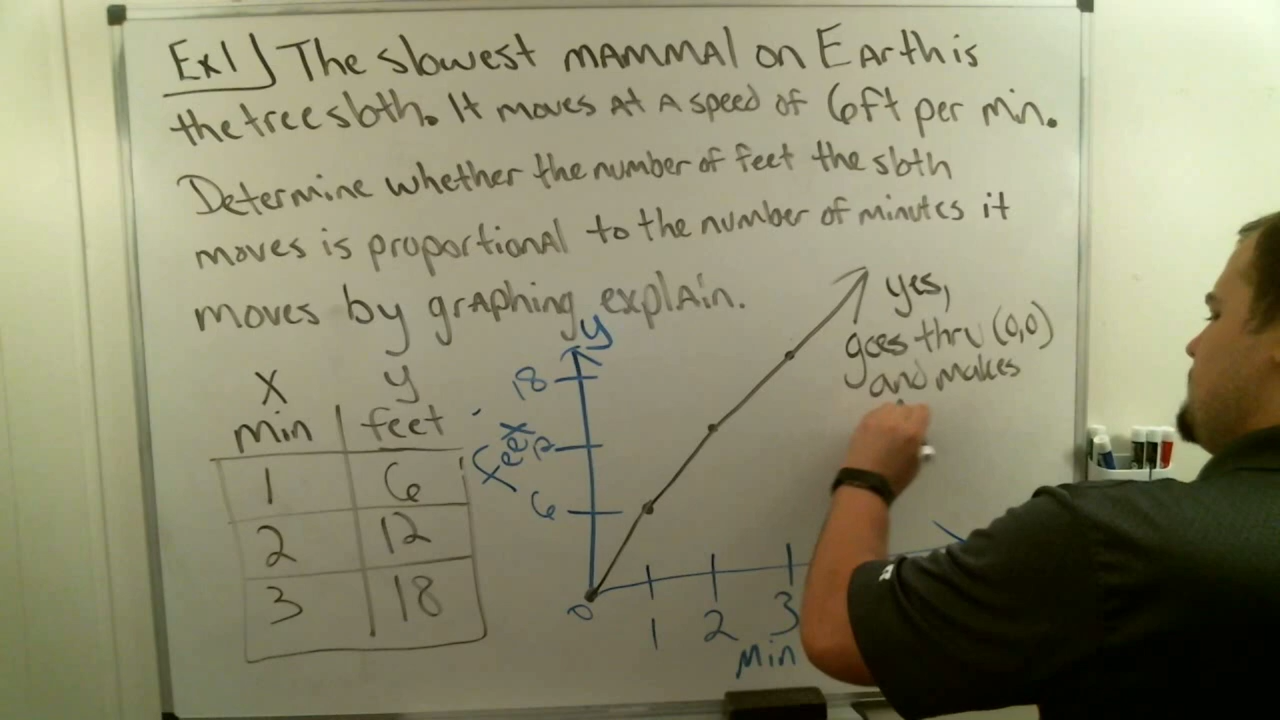 Ex1) The slowest mammal on Earth is
the tree sloth. It moves at a speed of 6ft per min.
Determine whether the number of feet the sloth
moves is proportional to the number of minutes it
moves by graphing explain.
x y
min feet
1 6
2 12
3 18
y
18
12
6
feet
0
1 2 3
Min
yes,
goes thru (0,0)
and makes